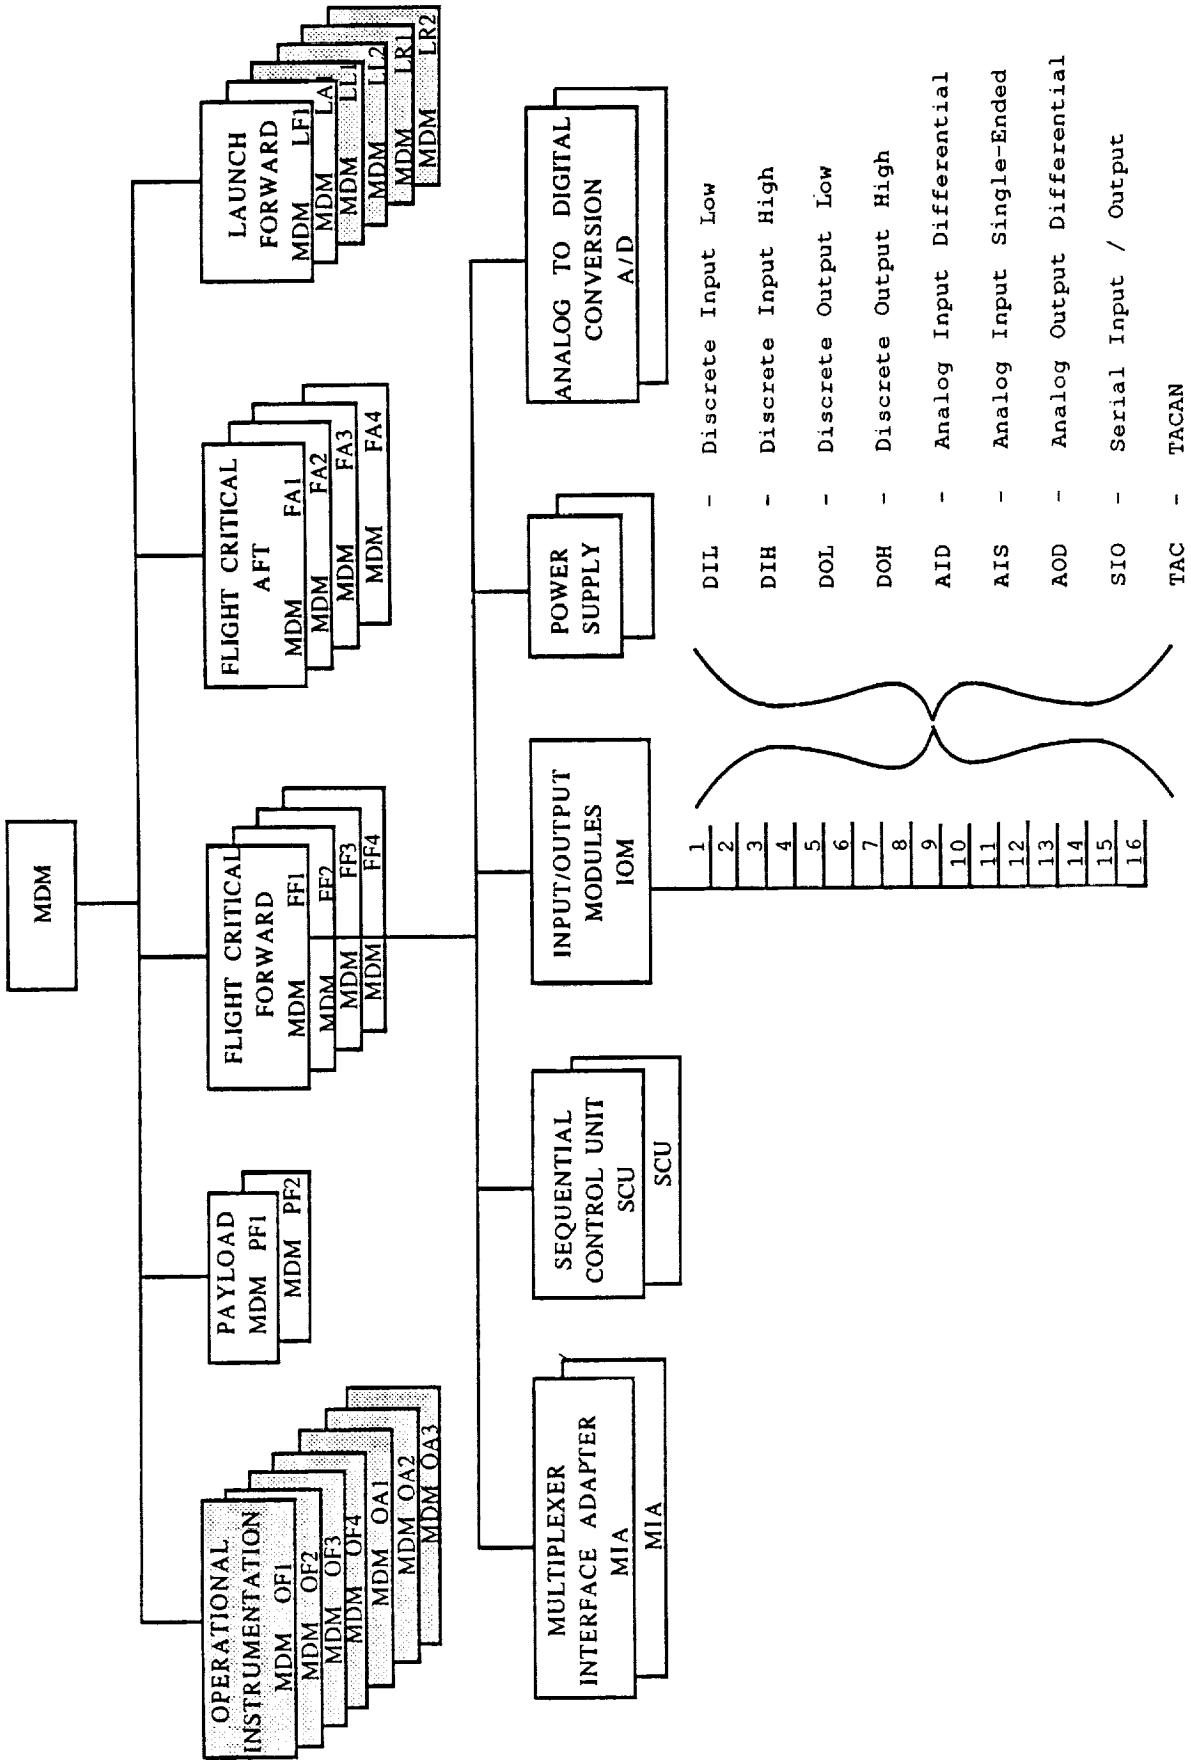 MDM
OPERATIONAL
INSTRUMENTATION
MDM OF1
MDM OF2
MDM OF3
MDM OF4
MDM OA1
MDM OA2
MDM OA3
PAYLOAD
MDM PF1
MDM PF2
FLIGHT CRITICAL
FORWARD
MDM FF1
MDM FF2
MDM FF3
MDM FF4
FLIGHT CRITICAL
AFT
MDM FA1
MDM FA2
MDM FA3
MDM FA4
LAUNCH
FORWARD
MDM LF1
MDM LA1
MDM LL1
MDM LL2
MDM LR1
MDM LR2
MULTIPLEXER
INTERFACE ADAPTER
MIA
MIA
SEQUENTIAL
CONTROL UNIT
SCU
SCU
INPUT/OUTPUT
MODULES
IOM
POWER
SUPPLY
ANALOG TO DIGITAL
CONVERSION
A/D
1
2
3
4
5
6
7
8
9
10
11
12
13
14
15
16
DIL - Discrete Input Low
DIH - Discrete Input High
DOL - Discrete Output Low
DOH - Discrete Output High
AID - Analog Input Differential
AIS - Analog Input Single-Ended
AOD - Analog Output Differential
SIO - Serial Input / Output
TAC - TACAN